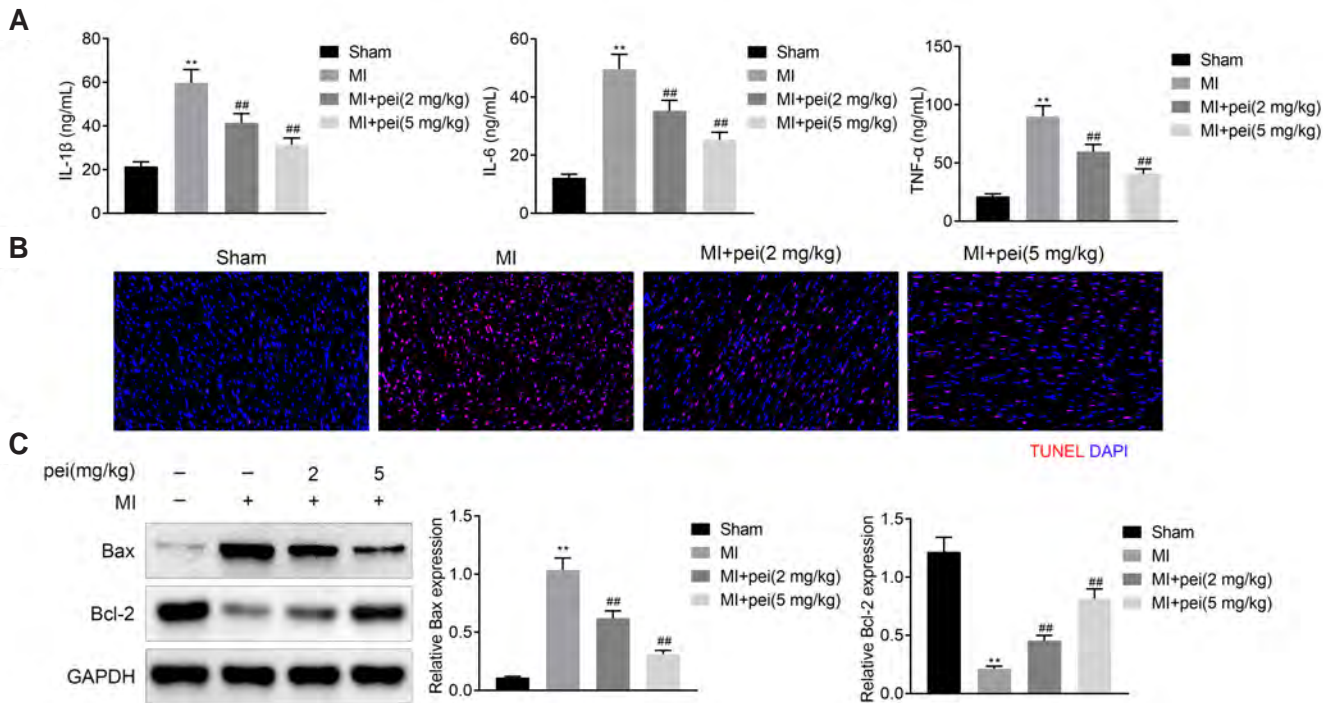 A
IL-1β (ng/mL)
80
60
40
20
0
**
##
##
Sham
MI
MI+pei(2 mg/kg)
MI+pei(5 mg/kg)
IL-6 (ng/mL)
60
40
20
0
**
##
##
Sham
MI
MI+pei(2 mg/kg)
MI+pei(5 mg/kg)
TNF-α (ng/mL)
150
100
50
0
**
##
##
Sham
MI
MI+pei(2 mg/kg)
MI+pei(5 mg/kg)
B
Sham MI MI+pei(2 mg/kg) MI+pei(5 mg/kg)
TUNEL DAPI
C
pei(mg/kg) – – 2 5
MI – + + +
Bax
Bcl-2
GAPDH
Relative Bax expression
1.5
1.0
0.5
0.0
**
##
##
Sham
MI
MI+pei(2 mg/kg)
MI+pei(5 mg/kg)
Relative Bcl-2 expression
1.5
1.0
0.5
0.0
**
##
##
Sham
MI
MI+pei(2 mg/kg)
MI+pei(5 mg/kg)